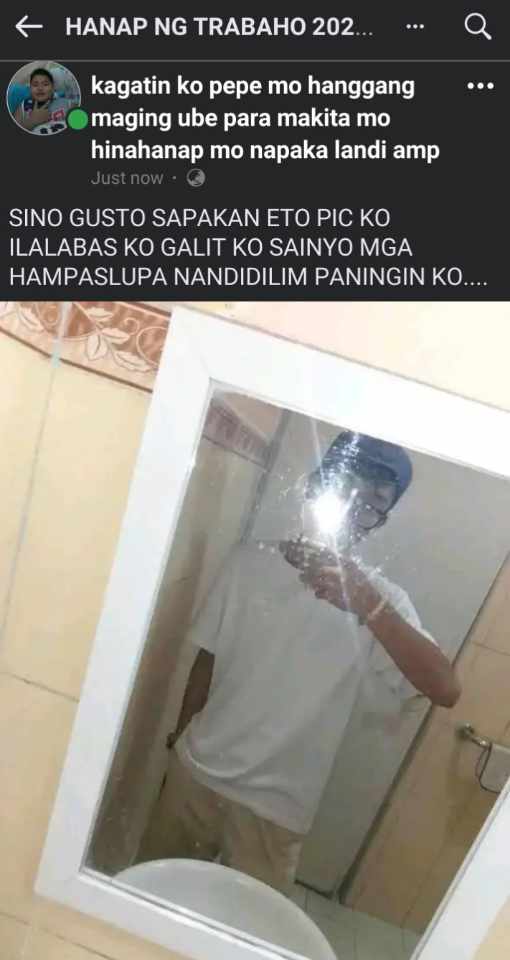 HANAP NG TRABAHO 202...
kagatin ko pepe mo hanggang
maging ube para makita mo
hinahanap mo napaka landi amp
Just now ·
SINO GUSTO SAPAKAN ETO PIC KO
ILALABAS KO GALIT KO SAINYO MGA
HAMPASLUPA NANDIDILIM PANINGIN KO....